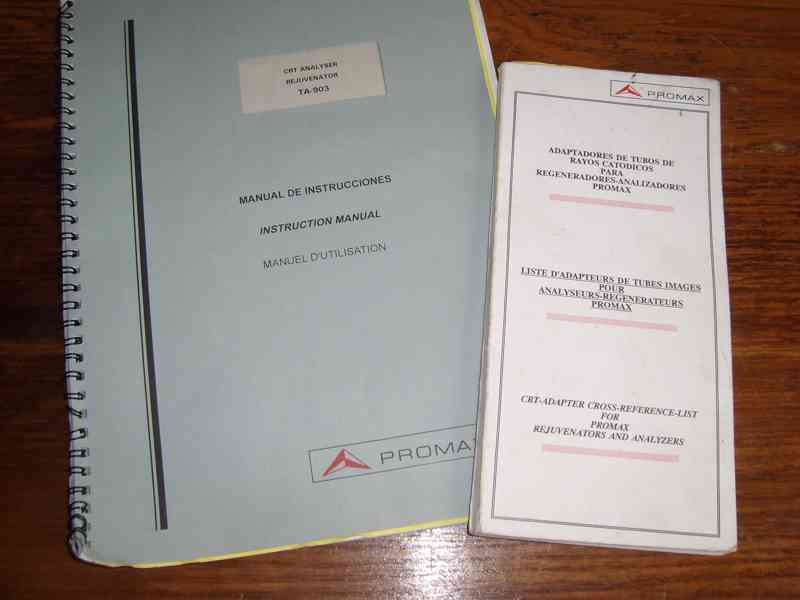 CRT ANALYSER
REJUVENATOR
TA-903
MANUAL DE INSTRUCCIONES
INSTRUCTION MANUAL
MANUEL D'UTILISATION
PROMAX
PROMAX
ADAPTADORES DE TUBOS DE
RAYOS CATODICOS
PARA
REGENERADORES-ANALIZADORES
PROMAX
LISTE D'ADAPTEURS DE TUBES IMAGES
POUR
ANALYSEURS-REGENERATEURS
PROMAX
CRT-ADAPTER CROSS-REFERENCE-LIST
FOR
PROMAX
REJUVENATORS AND ANALYZERS